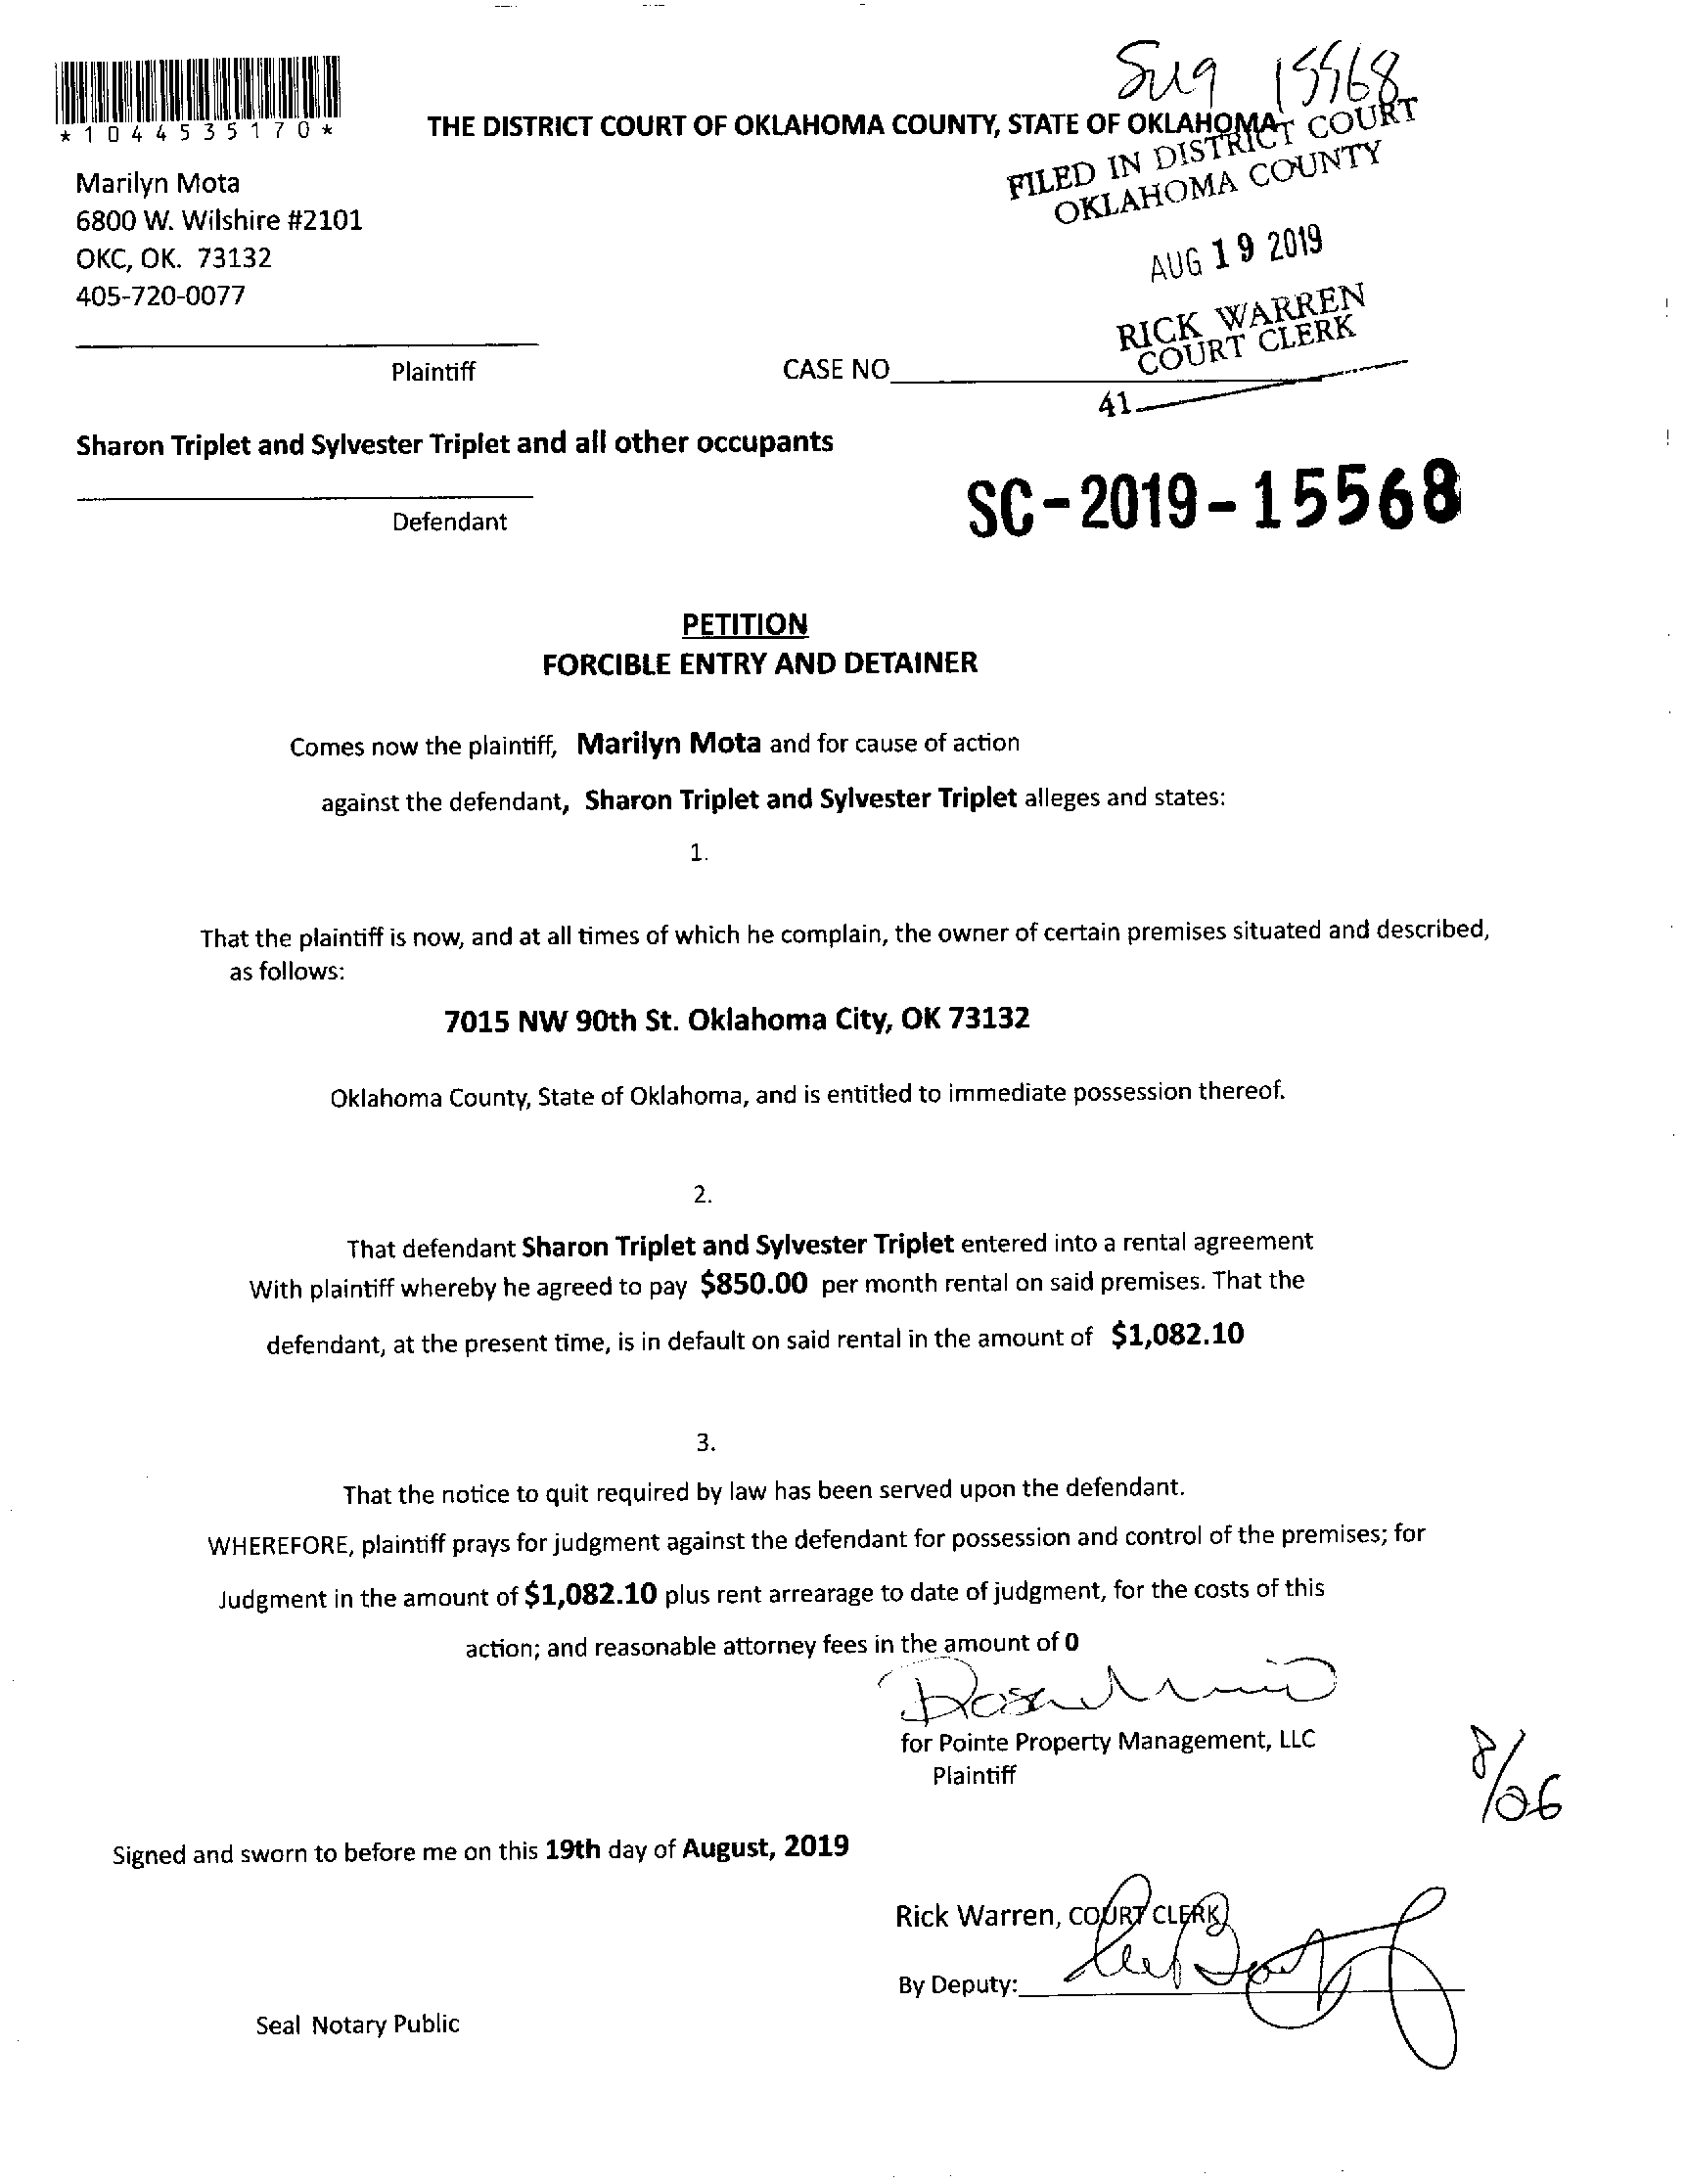 Sug 15568
*1044535170*
THE DISTRICT COURT OF OKLAHOMA COUNTY, STATE OF OKLAHOMA
FILED IN DISTRICT COURT
OKLAHOMA COUNTY
Marilyn Mota
6800 W. Wilshire #2101
OKC, OK. 73132
405-720-0077
AUG 19 2019
RICK WARREN
COURT CLERK
Plaintiff
CASE NO
41
Sharon Triplet and Sylvester Triplet and all other occupants
Defendant
SC-2019-15568
PETITION
FORCIBLE ENTRY AND DETAINER
Comes now the plaintiff, Marilyn Mota and for cause of action
against the defendant, Sharon Triplet and Sylvester Triplet alleges and states:
1.
That the plaintiff is now, and at all times of which he complain, the owner of certain premises situated and described,
as follows:
7015 NW 90th St. Oklahoma City, OK 73132
Oklahoma County, State of Oklahoma, and is entitled to immediate possession thereof.
2.
That defendant Sharon Triplet and Sylvester Triplet entered into a rental agreement
With plaintiff whereby he agreed to pay $850.00 per month rental on said premises. That the
defendant, at the present time, is in default on said rental in the amount of $1,082.10
3.
That the notice to quit required by law has been served upon the defendant.
WHEREFORE, plaintiff prays for judgment against the defendant for possession and control of the premises; for
Judgment in the amount of $1,082.10 plus rent arrearage to date of judgment, for the costs of this
action; and reasonable attorney fees in the amount of 0
for Pointe Property Management, LLC
Plaintiff
8/26
Signed and sworn to before me on this 19th day of August, 2019
Rick Warren, COURT CLERK
By Deputy:
Seal Notary Public